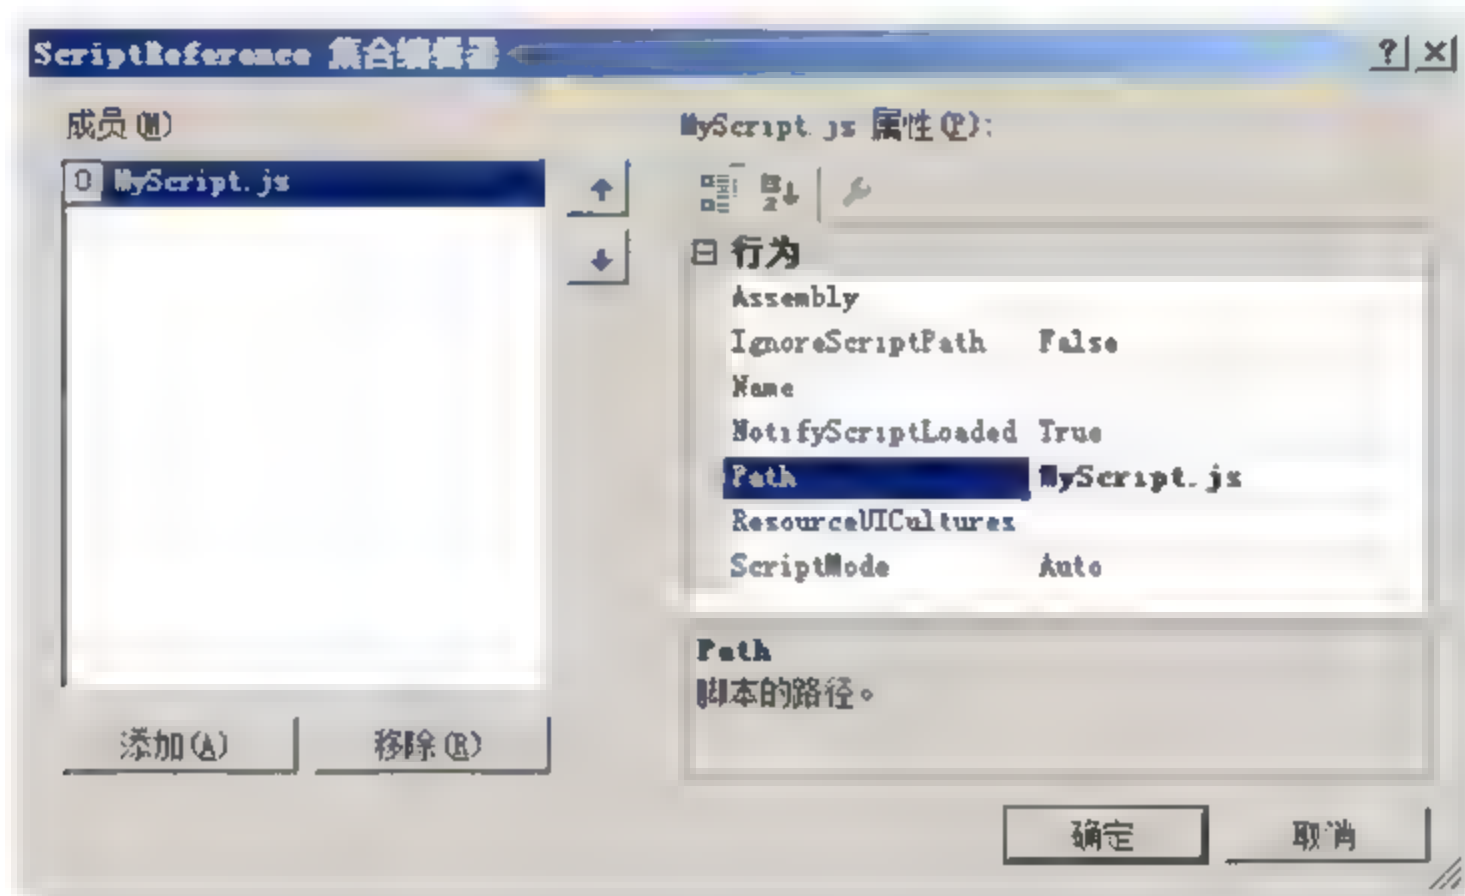 ScriptReference 集合编辑器
成员(M)
0 MyScript.js
添加(A) 移除(R)
MyScript.js 属性(P):
行为
Assembly
IgnoreScriptPath False
Name
NotifyScriptLoaded True
Path MyScript.js
ResourceUICultures
ScriptMode Auto
Path
脚本的路径。
确定 取消